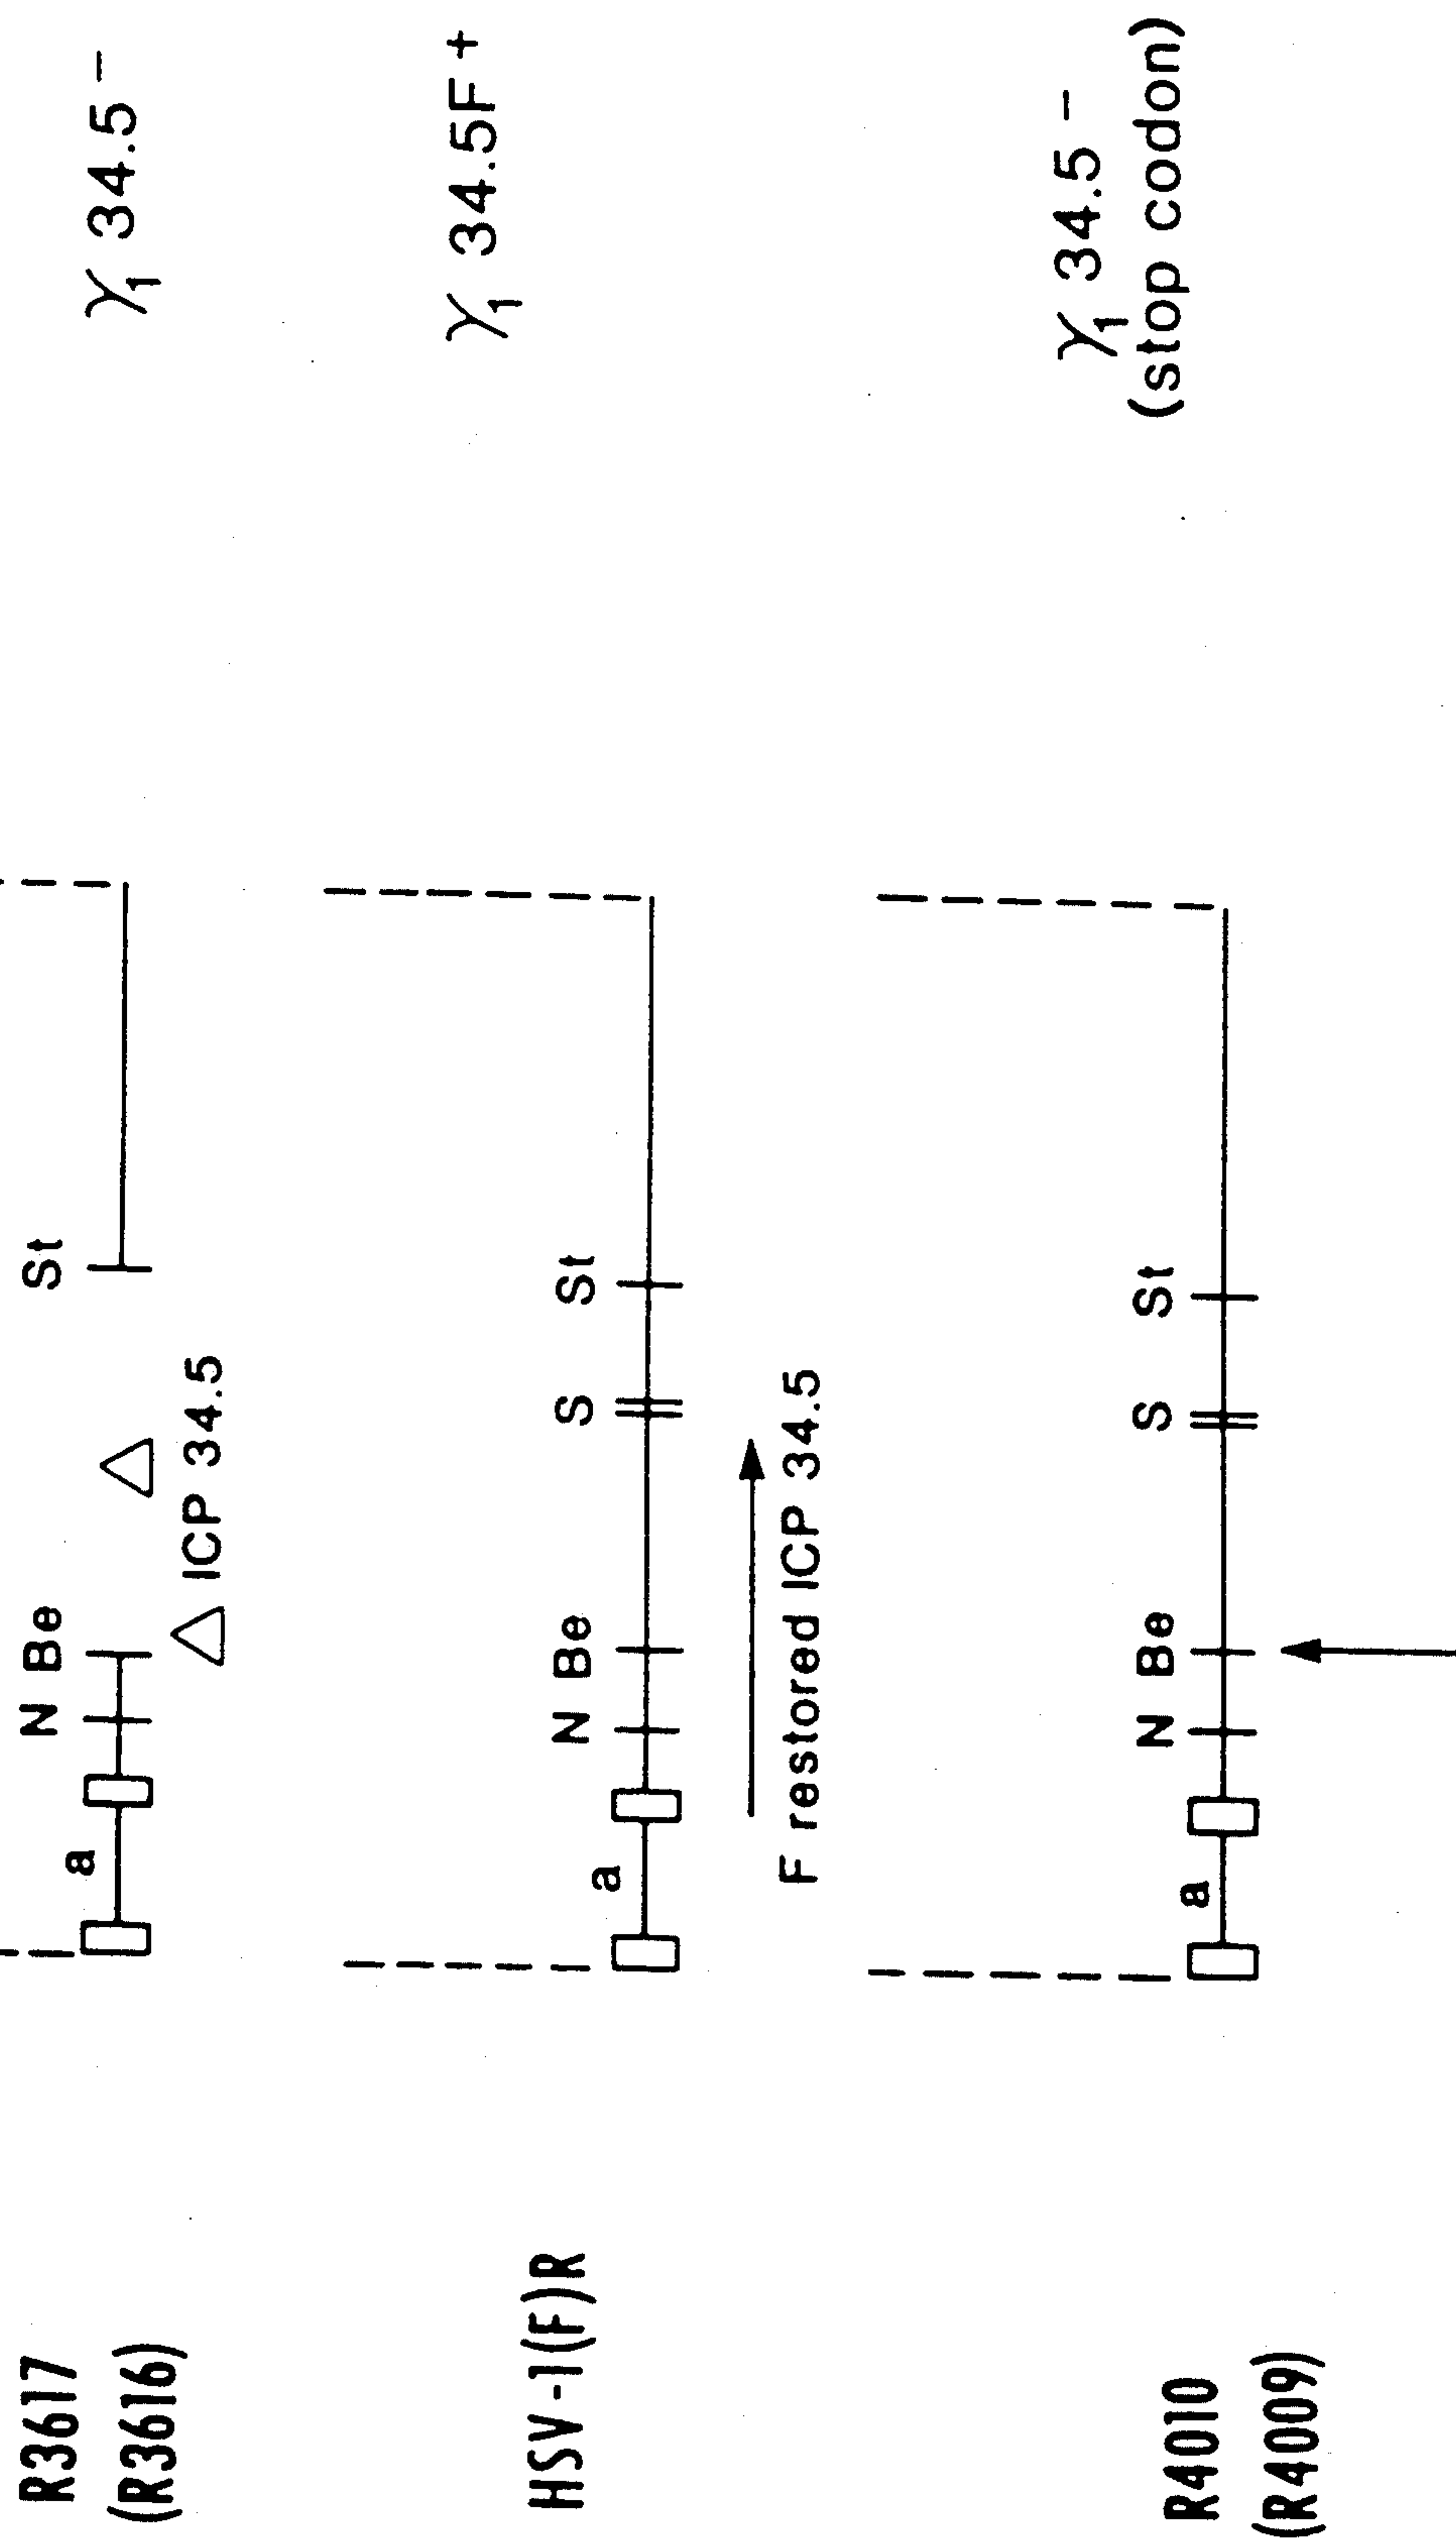 R3617
(R3616)
a
N Be
St
△
△ ICP 34.5
γ1 34.5 −
HSV-1(F)R
a
N Be
S St
F restored ICP 34.5
γ1 34.5F+
R4010
(R4009)
a
N Be
S St
γ1 34.5 −
(stop codon)